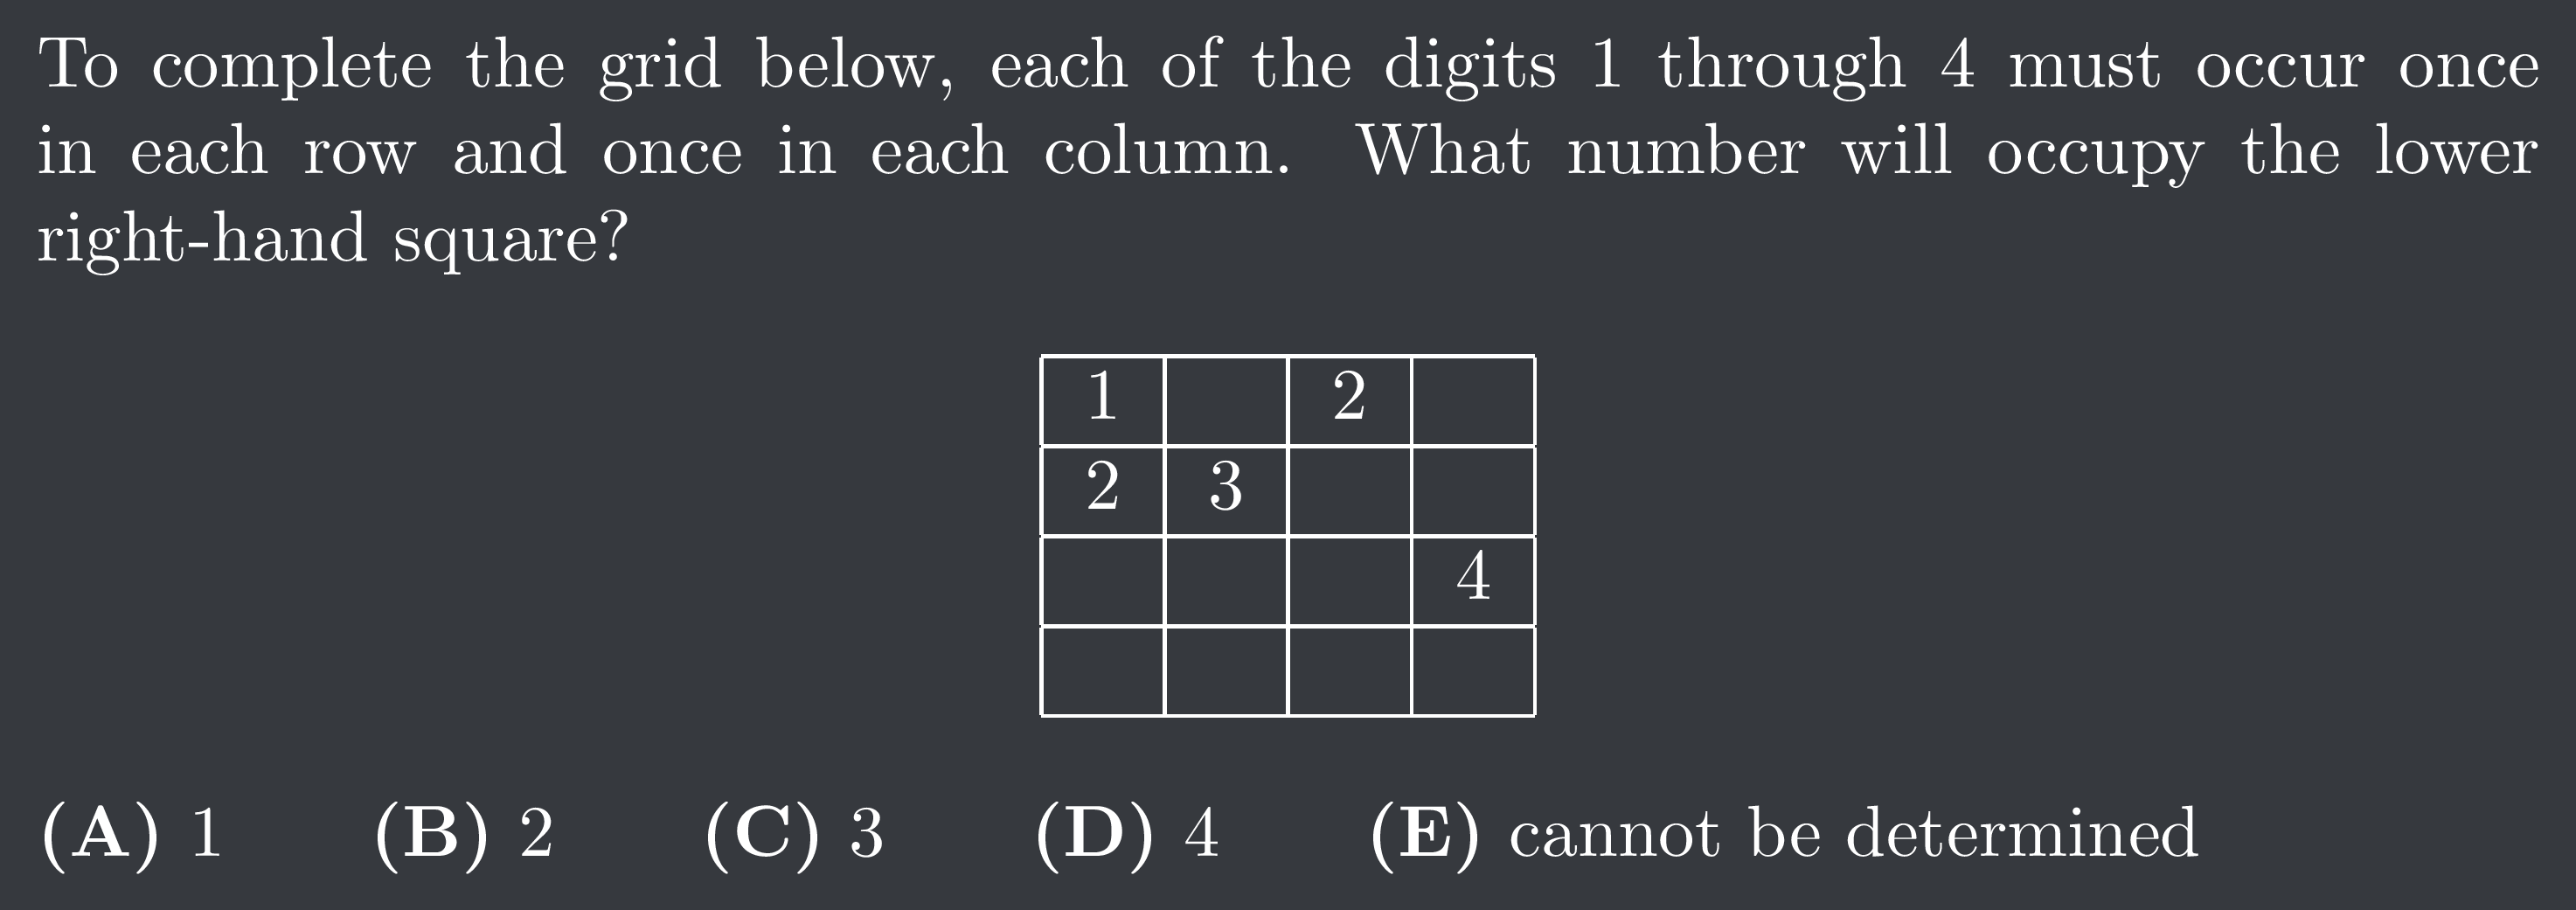 To complete the grid below, each of the digits 1 through 4 must occur once
in each row and once in each column. What number will occupy the lower
right-hand square?
1 2
2 3
4
(A) 1 (B) 2 (C) 3 (D) 4 (E) cannot be determined